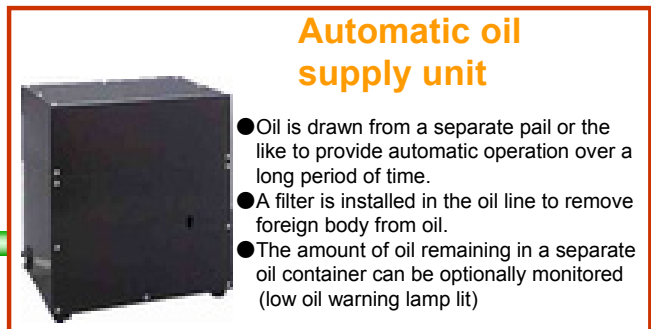 Automatic oil
supply unit
●Oil is drawn from a separate pail or the
like to provide automatic operation over a
long period of time.
●A filter is installed in the oil line to remove
foreign body from oil.
●The amount of oil remaining in a separate
oil container can be optionally monitored
(low oil warning lamp lit)